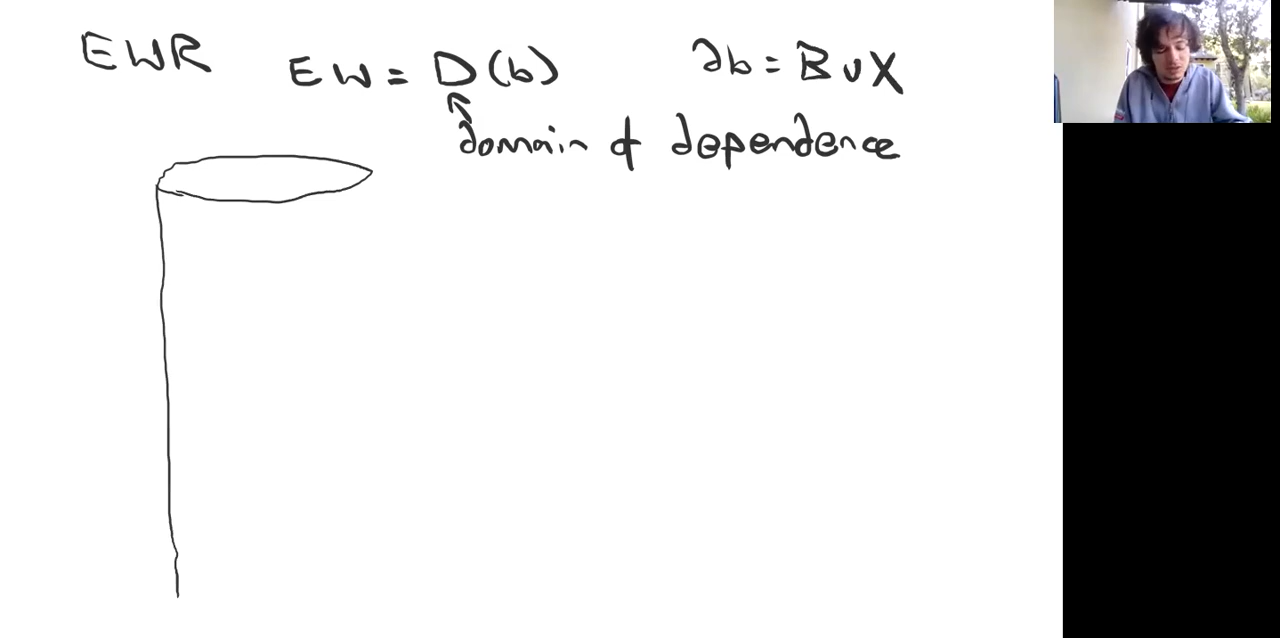 EWR EW = D(b) ∂b = B ∪ X
domain of dependence